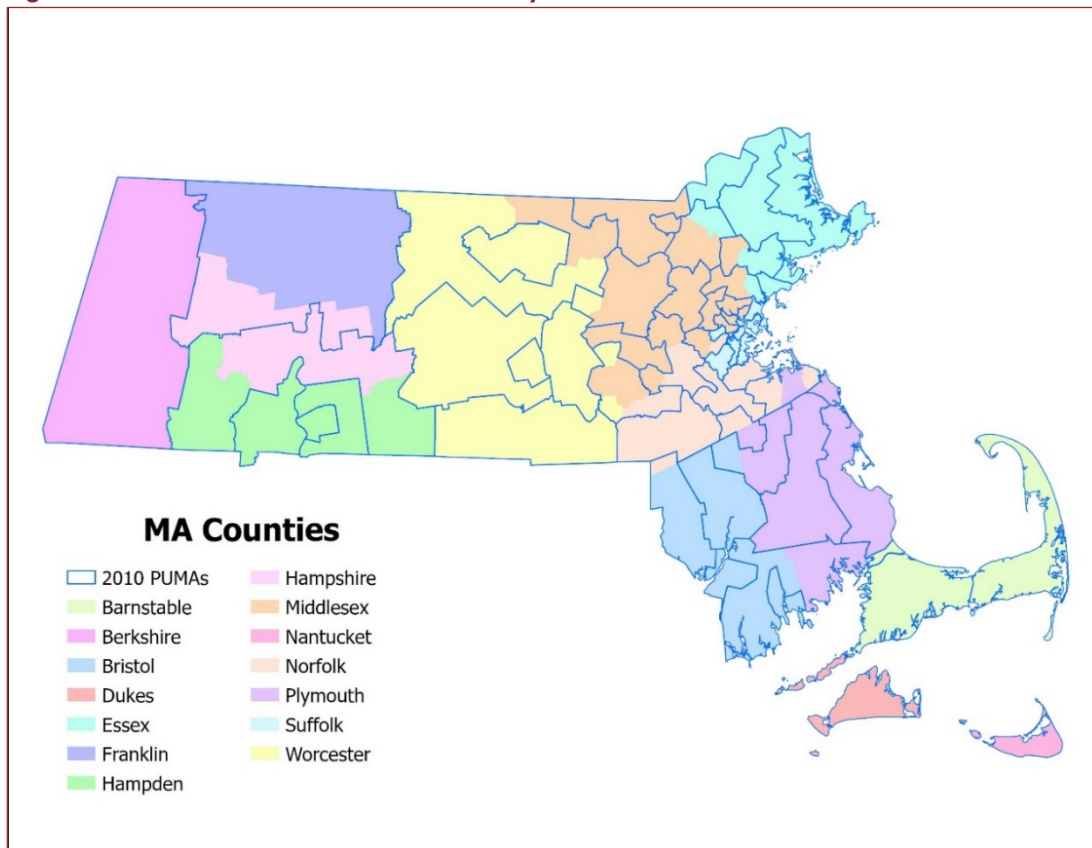 MA Counties
2010 PUMAs
Barnstable
Berkshire
Bristol
Dukes
Essex
Franklin
Hampden
Hampshire
Middlesex
Nantucket
Norfolk
Plymouth
Suffolk
Worcester